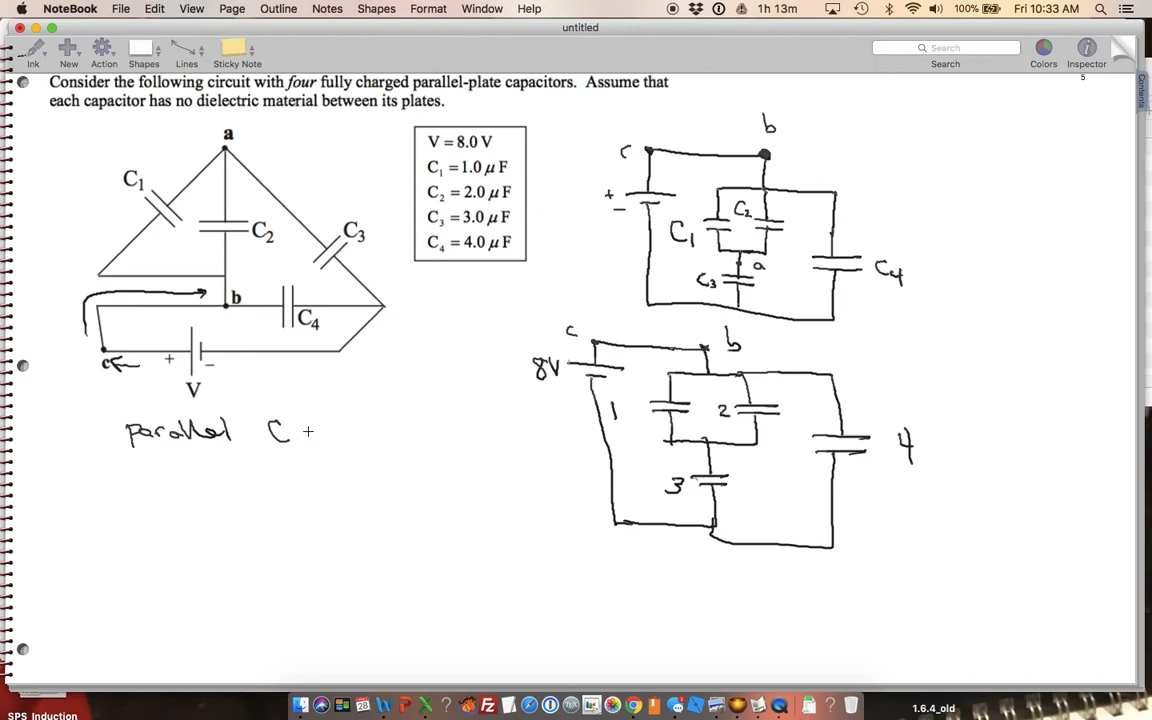 NoteBook File Edit View Page Outline Notes Shapes Format Window Help 1h 13m 100% Fri 10:33 AM
untitled
Ink New Action Shapes Lines Sticky Note Search Search Colors Inspector
Contents
5
Consider the following circuit with four fully charged parallel-plate capacitors. Assume that
each capacitor has no dielectric material between its plates.
a
C₁
C₂
C₃
b
C₄
c
+
−
V
V = 8.0 V
C₁ = 1.0 μ F
C₂ = 2.0 μ F
C₃ = 3.0 μ F
C₄ = 4.0 μ F
parallel C
b
c
+
−
C₂
C₁
a
C₃
C₄
c
b
8V
1
2
3
4
SPS Induction
1.6.4_old